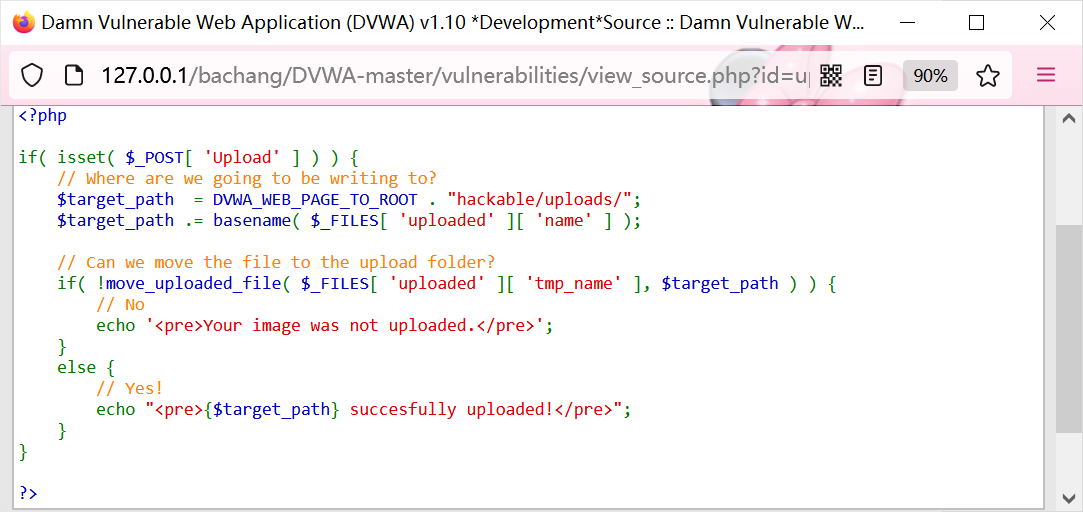 Damn Vulnerable Web Application (DVWA) v1.10 *Development*Source :: Damn Vulnerable W...
127.0.0.1/bachang/DVWA-master/vulnerabilities/view_source.php?id=up
90%
<?php
if( isset( $_POST[ 'Upload' ] ) ) {
    // Where are we going to be writing to?
    $target_path  = DVWA_WEB_PAGE_TO_ROOT . "hackable/uploads/";
    $target_path .= basename( $_FILES[ 'uploaded' ][ 'name' ] );
    // Can we move the file to the upload folder?
    if( !move_uploaded_file( $_FILES[ 'uploaded' ][ 'tmp_name' ], $target_path ) ) {
        // No
        echo '<pre>Your image was not uploaded.</pre>';
    }
    else {
        // Yes!
        echo "<pre>{$target_path} succesfully uploaded!</pre>";
    }
}
?>